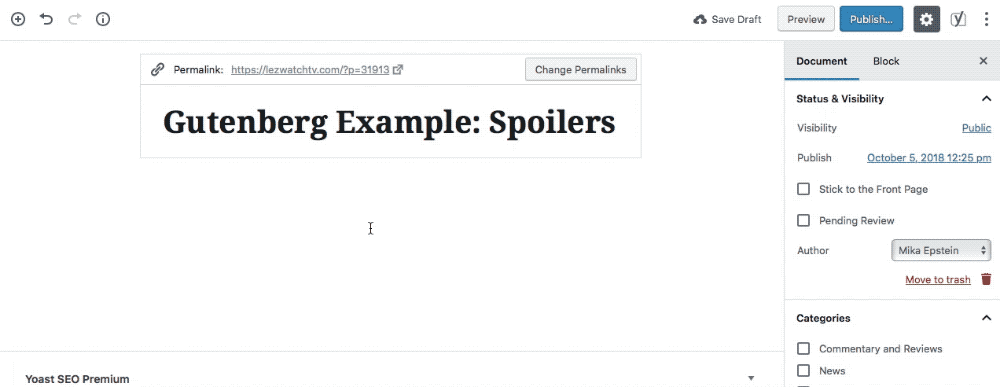 Save Draft
Preview
Publish...
Permalink: https://lezwatchtv.com/?p=31913
Change Permalinks
Gutenberg Example: Spoilers
Yoast SEO Premium
Document
Block
Status & Visibility
Visibility
Public
Publish
October 5, 2018 12:25 pm
Stick to the Front Page
Pending Review
Author
Mika Epstein
Move to trash
Categories
Commentary and Reviews
News